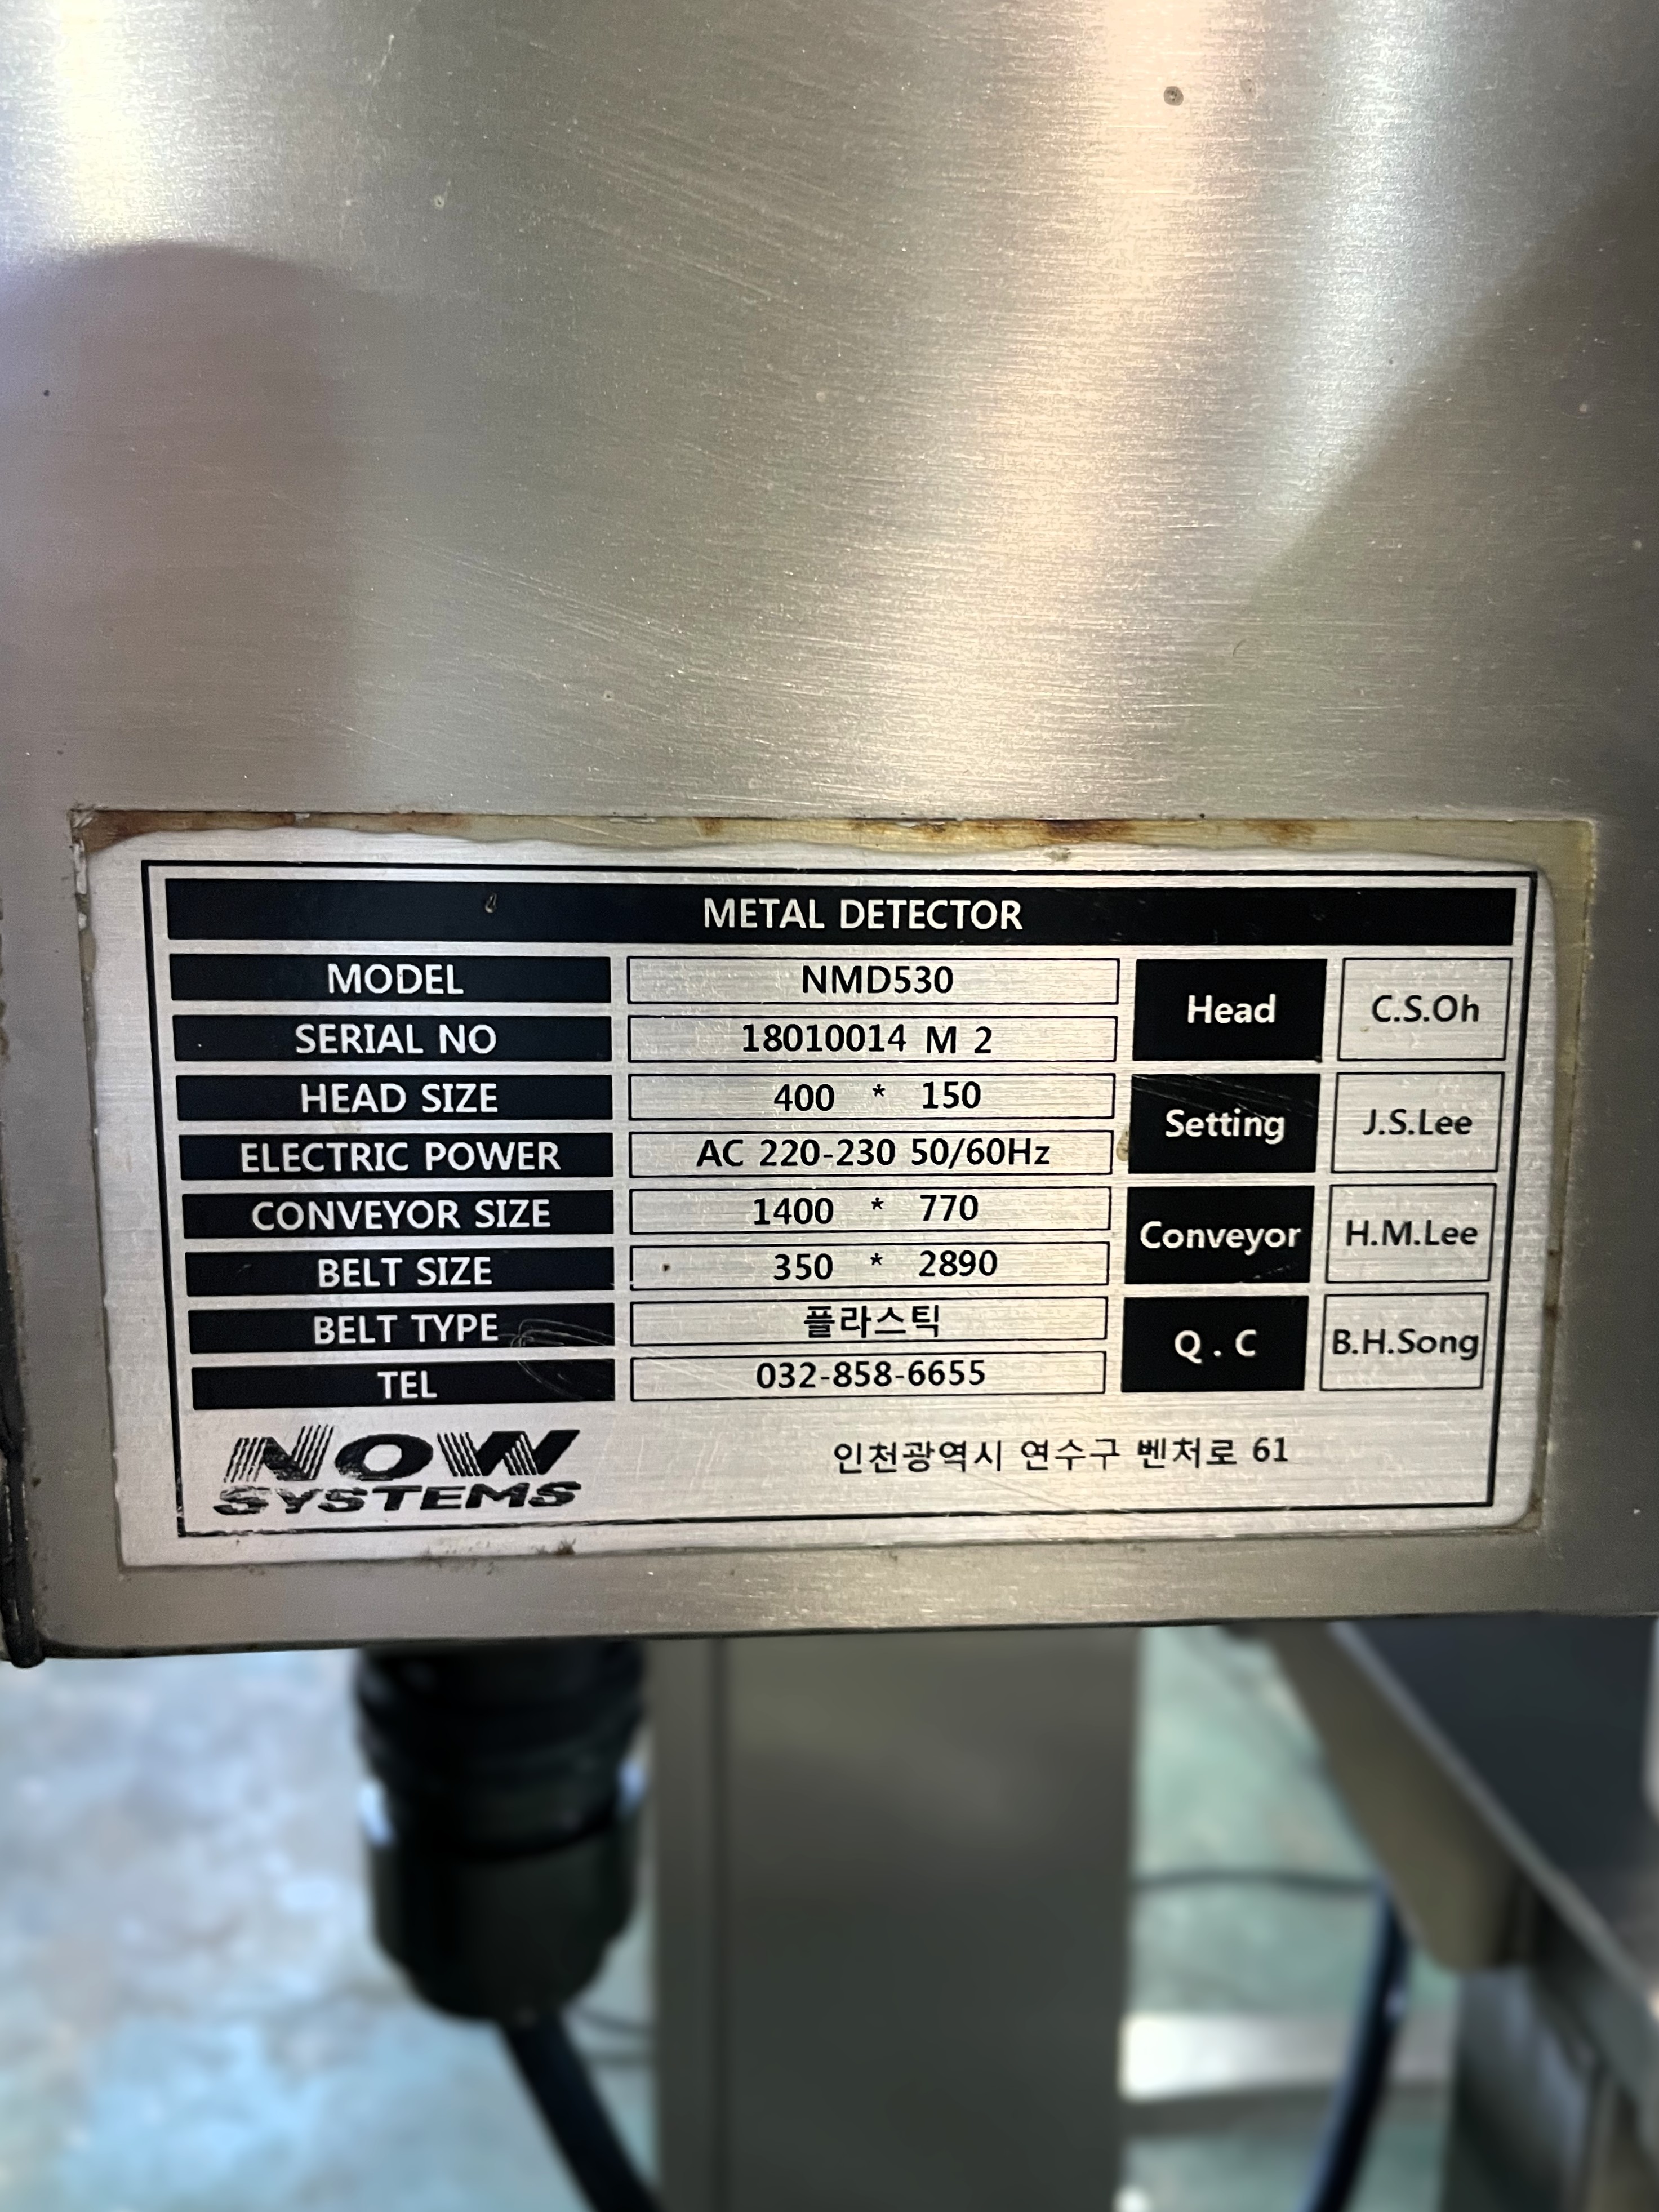 METAL DETECTOR
MODEL NMD530
SERIAL NO 18010014 M 2
HEAD SIZE 400 * 150
ELECTRIC POWER AC 220-230 50/60Hz
CONVEYOR SIZE 1400 * 770
BELT SIZE 350 * 2890
BELT TYPE 플라스틱
TEL 032-858-6655
Head C.S.Oh
Setting J.S.Lee
Conveyor H.M.Lee
Q . C B.H.Song
NOW
SYSTEMS
인천광역시 연수구 벤처로 61